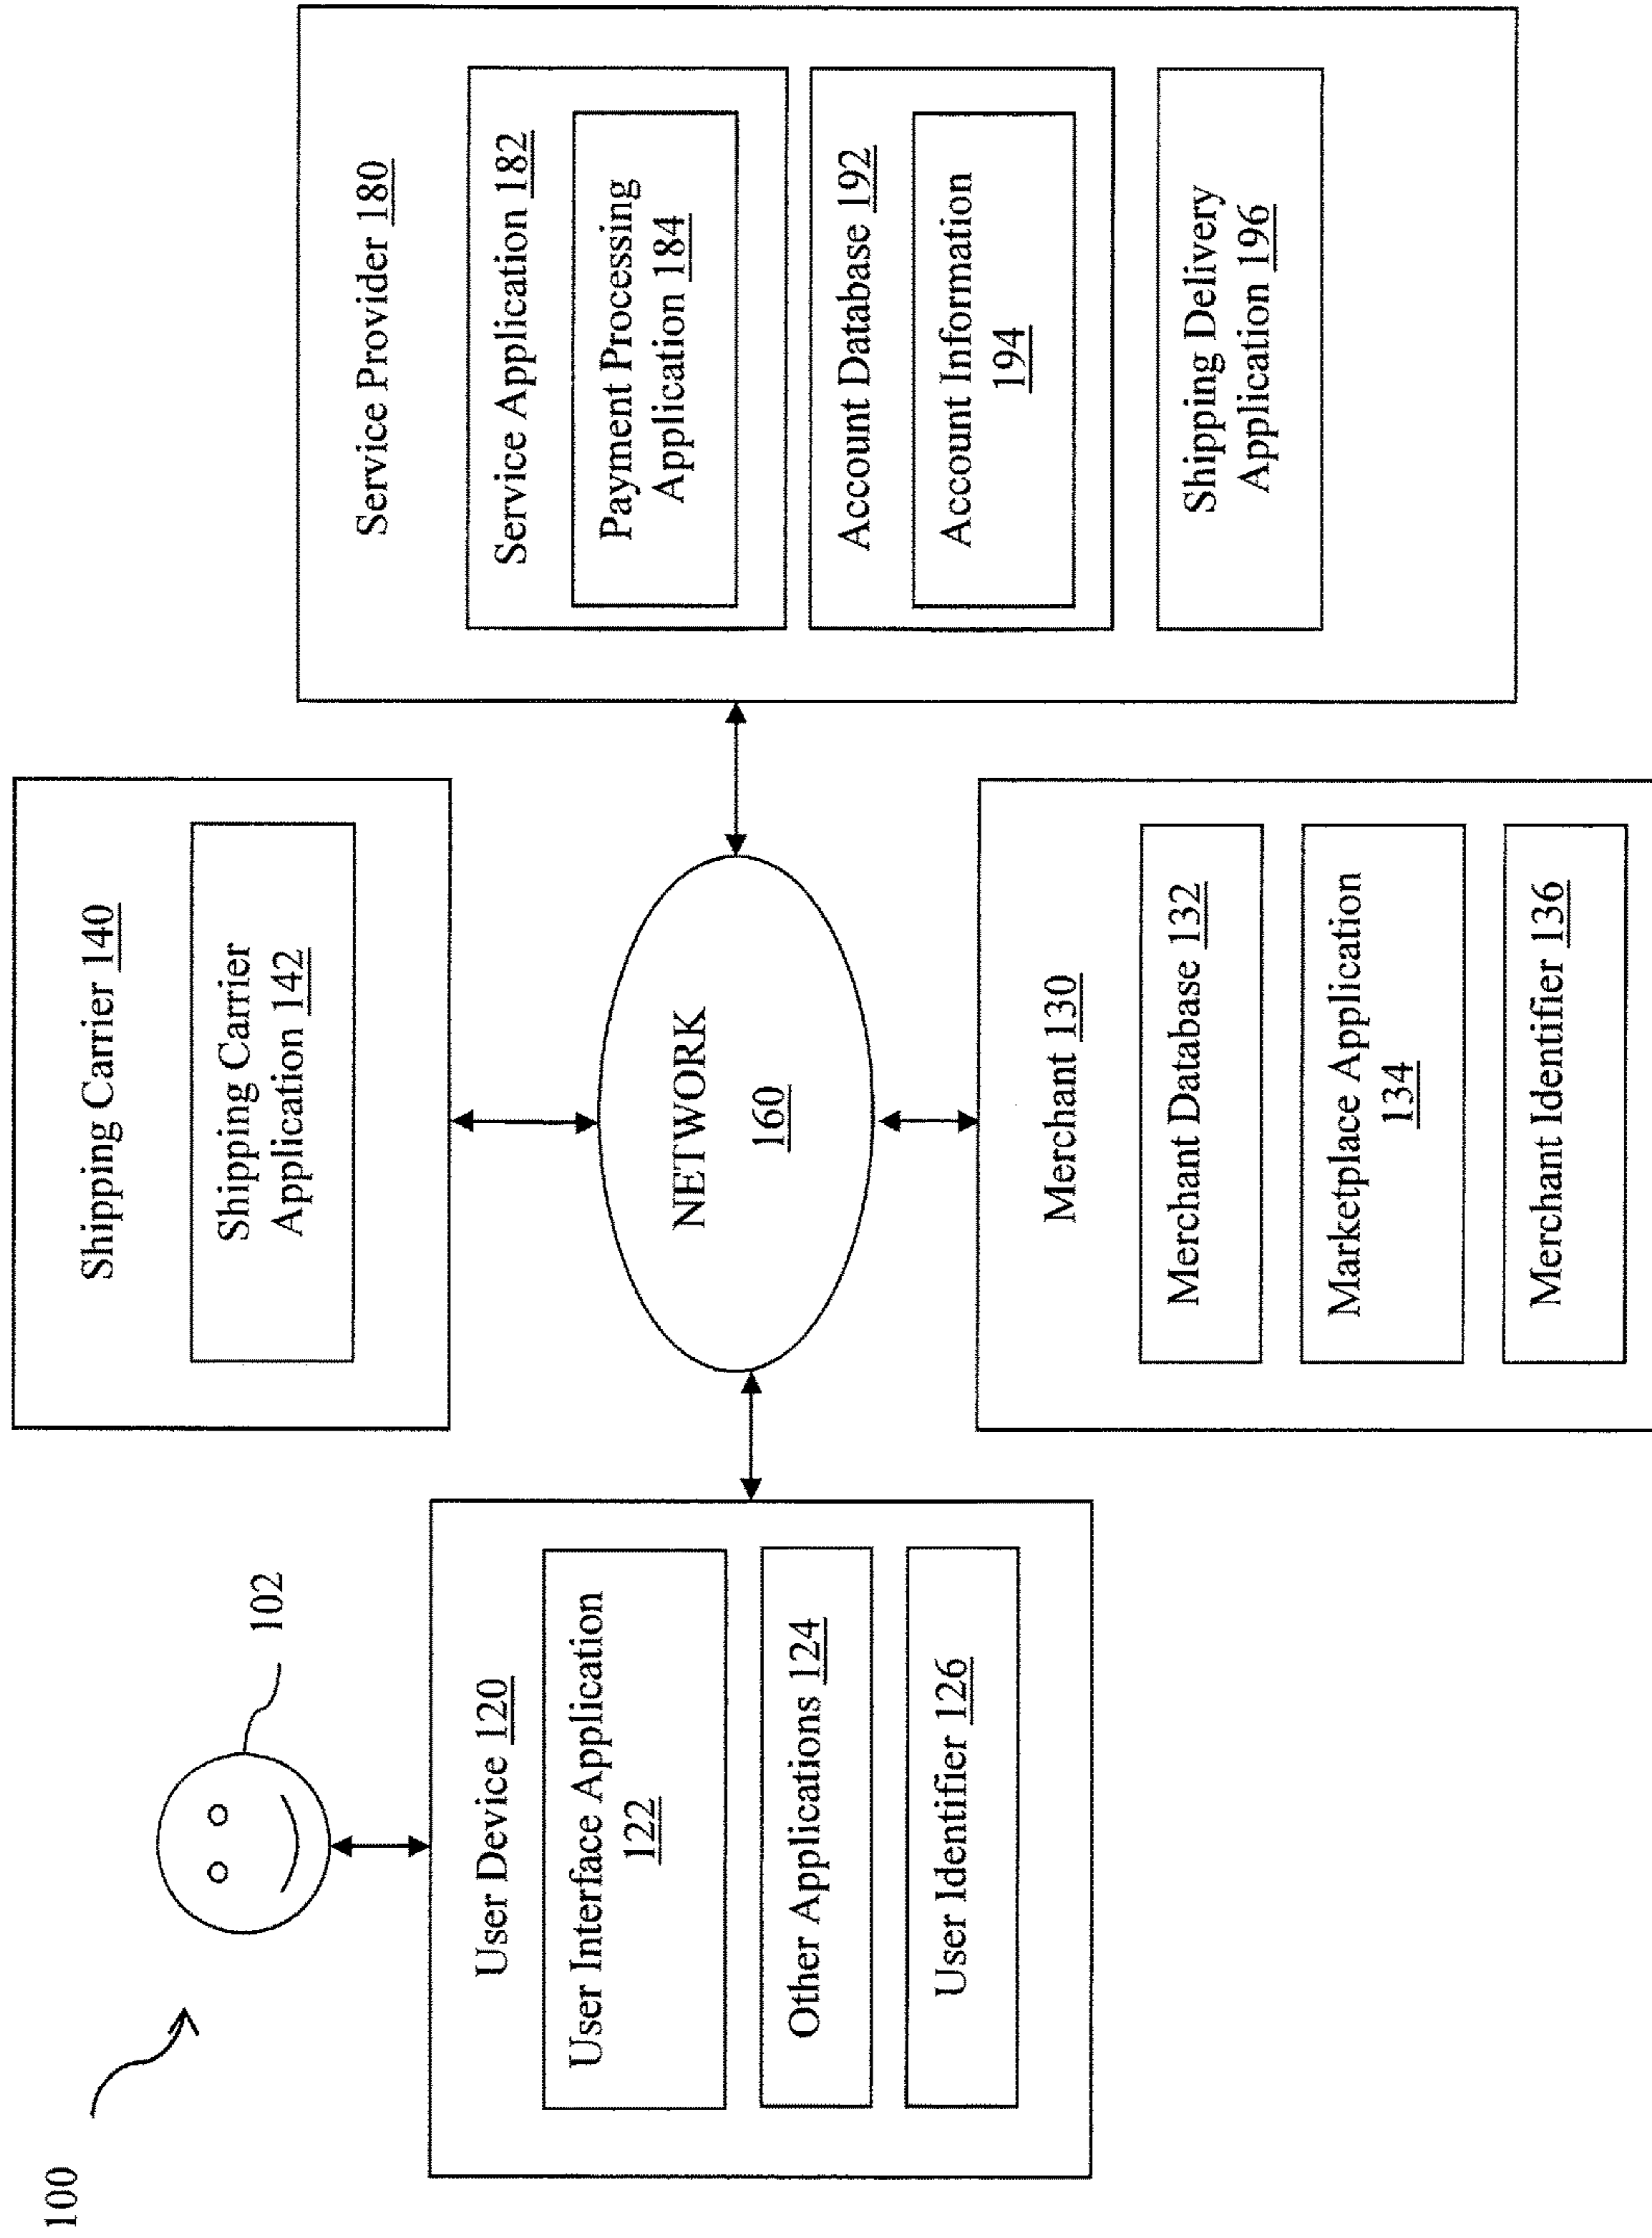 100
102
User Device 120
User Interface Application
122
Other Applications 124
User Identifier 126
Shipping Carrier 140
Shipping Carrier
Application 142
NETWORK
160
Merchant 130
Merchant Database 132
Marketplace Application
134
Merchant Identifier 136
Service Provider 180
Service Application 182
Payment Processing
Application 184
Account Database 192
Account Information
194
Shipping Delivery
Application 196